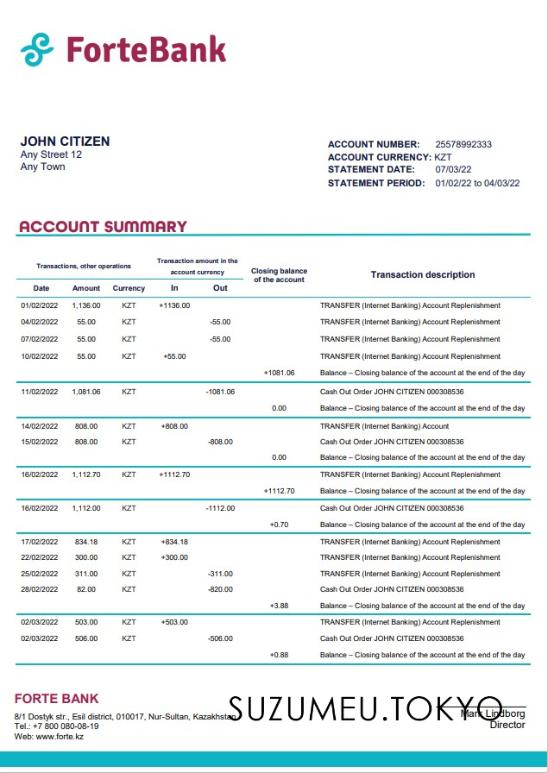 ForteBank
JOHN CITIZEN
Any Street 12
Any Town
ACCOUNT NUMBER: 25578992333
ACCOUNT CURRENCY: KZT
STATEMENT DATE: 07/03/22
STATEMENT PERIOD: 01/02/22 to 04/03/22
ACCOUNT SUMMARY
Transactions, other operations Transaction amount in the account currency Closing balance of the account Transaction description
Date Amount Currency In Out
01/02/2022 1,136.00 KZT +1136.00 TRANSFER (Internet Banking) Account Replenishment
04/02/2022 55.00 KZT -55.00 TRANSFER (Internet Banking) Account Replenishment
07/02/2022 55.00 KZT -55.00 TRANSFER (Internet Banking) Account Replenishment
10/02/2022 55.00 KZT +55.00 TRANSFER (Internet Banking) Account Replenishment
+1081.06 Balance – Closing balance of the account at the end of the day
11/02/2022 1,081.06 KZT -1081.06 Cash Out Order JOHN CITIZEN 000308536
0.00 Balance – Closing balance of the account at the end of the day
14/02/2022 808.00 KZT +808.00 TRANSFER (Internet Banking) Account
15/02/2022 808.00 KZT -808.00 Cash Out Order JOHN CITIZEN 000308536
0.00 Balance – Closing balance of the account at the end of the day
16/02/2022 1,112.70 KZT +1112.70 TRANSFER (Internet Banking) Account Replenishment
+1112.70 Balance – Closing balance of the account at the end of the day
16/02/2022 1,112.00 KZT -1112.00 Cash Out Order JOHN CITIZEN 000308536
+0.70 Balance – Closing balance of the account at the end of the day
17/02/2022 834.18 KZT +834.18 TRANSFER (Internet Banking) Account Replenishment
22/02/2022 300.00 KZT +300.00 TRANSFER (Internet Banking) Account Replenishment
25/02/2022 311.00 KZT -311.00 TRANSFER (Internet Banking) Account Replenishment
28/02/2022 82.00 KZT -820.00 Cash Out Order JOHN CITIZEN 000308536
+3.88 Balance – Closing balance of the account at the end of the day
02/03/2022 503.00 KZT +503.00 TRANSFER (Internet Banking) Account Replenishment
02/03/2022 506.00 KZT -506.00 Cash Out Order JOHN CITIZEN 000308536
+0.88 Balance – Closing balance of the account at the end of the day
FORTE BANK
8/1 Dostyk str., Esil district, 010017, Nur-Sultan, Kazakhstan
Tel.: +7 800 080-08-19
Web: www.forte.kz
SUZUMEU.TOKYO
Mark Lindborg
Director